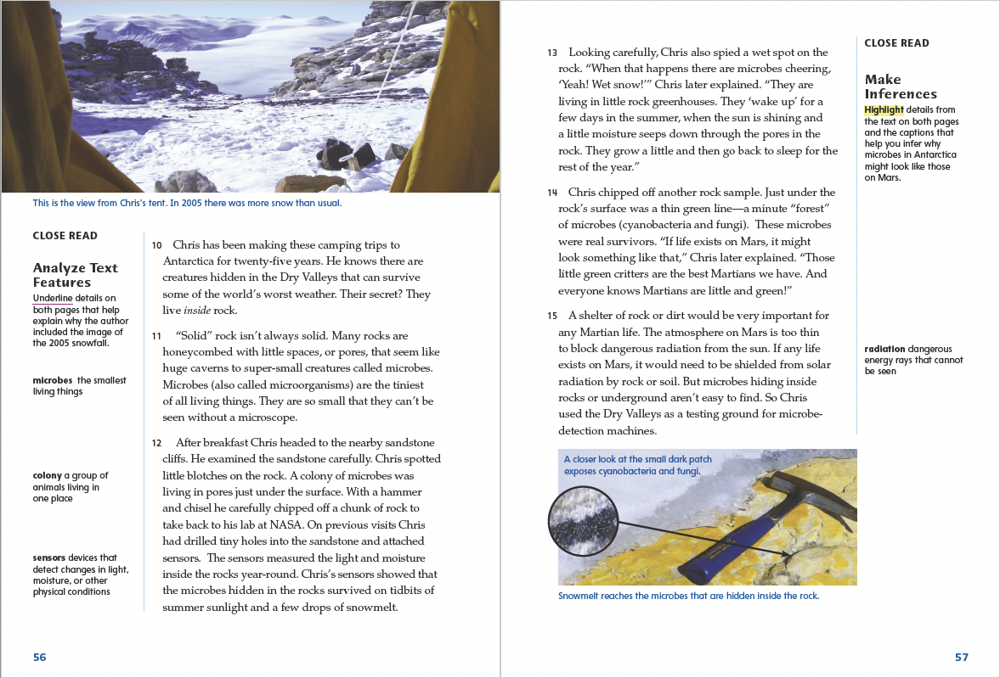 This is the view from Chris's tent. In 2005 there was more snow than usual.
CLOSE READ
Analyze Text
Features
Underline details on
both pages that help
explain why the author
included the image of
the 2005 snowfall.
microbes the smallest
living things
colony a group of
animals living in
one place
sensors devices that
detect changes in light,
moisture, or other
physical conditions
10 Chris has been making these camping trips to
Antarctica for twenty-five years. He knows there are
creatures hidden in the Dry Valleys that can survive
some of the world's worst weather. Their secret? They
live inside rock.
11 “Solid” rock isn't always solid. Many rocks are
honeycombed with little spaces, or pores, that seem like
huge caverns to super-small creatures called microbes.
Microbes (also called microorganisms) are the tiniest
of all living things. They are so small that they can't be
seen without a microscope.
12 After breakfast Chris headed to the nearby sandstone
cliffs. He examined the sandstone carefully. Chris spotted
little blotches on the rock. A colony of microbes was
living in pores just under the surface. With a hammer
and chisel he carefully chipped off a chunk of rock to
take back to his lab at NASA. On previous visits Chris
had drilled tiny holes into the sandstone and attached
sensors. The sensors measured the light and moisture
inside the rocks year-round. Chris's sensors showed that
the microbes hidden in the rocks survived on tidbits of
summer sunlight and a few drops of snowmelt.
56
13 Looking carefully, Chris also spied a wet spot on the
rock. “When that happens there are microbes cheering,
‘Yeah! Wet snow!’” Chris later explained. “They are
living in little rock greenhouses. They ‘wake up’ for a
few days in the summer, when the sun is shining and
a little moisture seeps down through the pores in the
rock. They grow a little and then go back to sleep for the
rest of the year.”
14 Chris chipped off another rock sample. Just under the
rock's surface was a thin green line—a minute “forest”
of microbes (cyanobacteria and fungi). These microbes
were real survivors. “If life exists on Mars, it might
look something like that,” Chris later explained. “Those
little green critters are the best Martians we have. And
everyone knows Martians are little and green!”
15 A shelter of rock or dirt would be very important for
any Martian life. The atmosphere on Mars is too thin
to block dangerous radiation from the sun. If any life
exists on Mars, it would need to be shielded from solar
radiation by rock or soil. But microbes hiding inside
rocks or underground aren't easy to find. So Chris
used the Dry Valleys as a testing ground for microbe-
detection machines.
A closer look at the small dark patch
exposes cyanobacteria and fungi.
Snowmelt reaches the microbes that are hidden inside the rock.
CLOSE READ
Make
Inferences
Highlight details from
the text on both pages
and the captions that
help you infer why
microbes in Antarctica
might look like those
on Mars.
radiation dangerous
energy rays that cannot
be seen
57